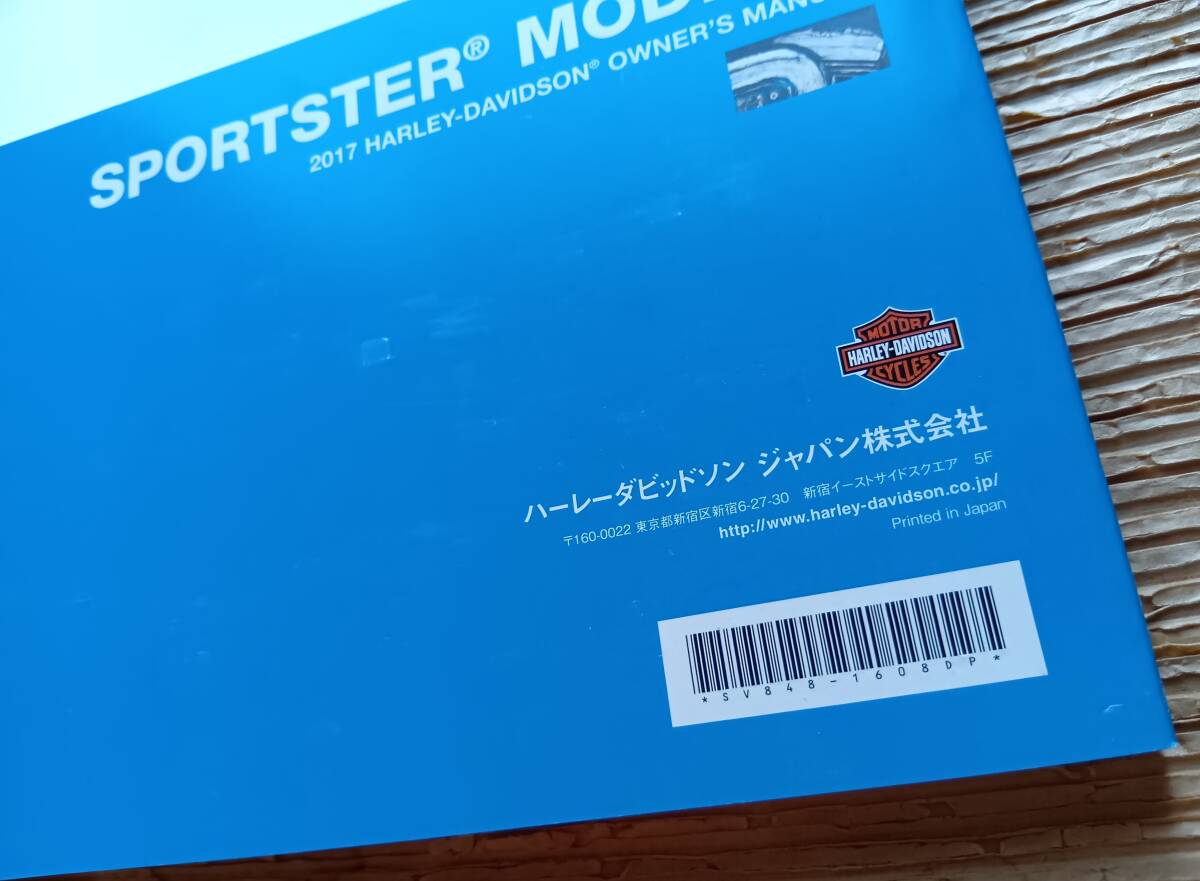 SPORTSTER®
2017 HARLEY-DAVIDSON® OWNER'S
MOTOR
HARLEY-DAVIDSON
CYCLES
ハーレーダビッドソン ジャパン株式会社
〒160-0022 東京都新宿区新宿6-27-30 新宿イーストサイドスクエア 5F
http://www.harley-davidson.co.jp/
Printed in Japan
*SV848-1608DP*